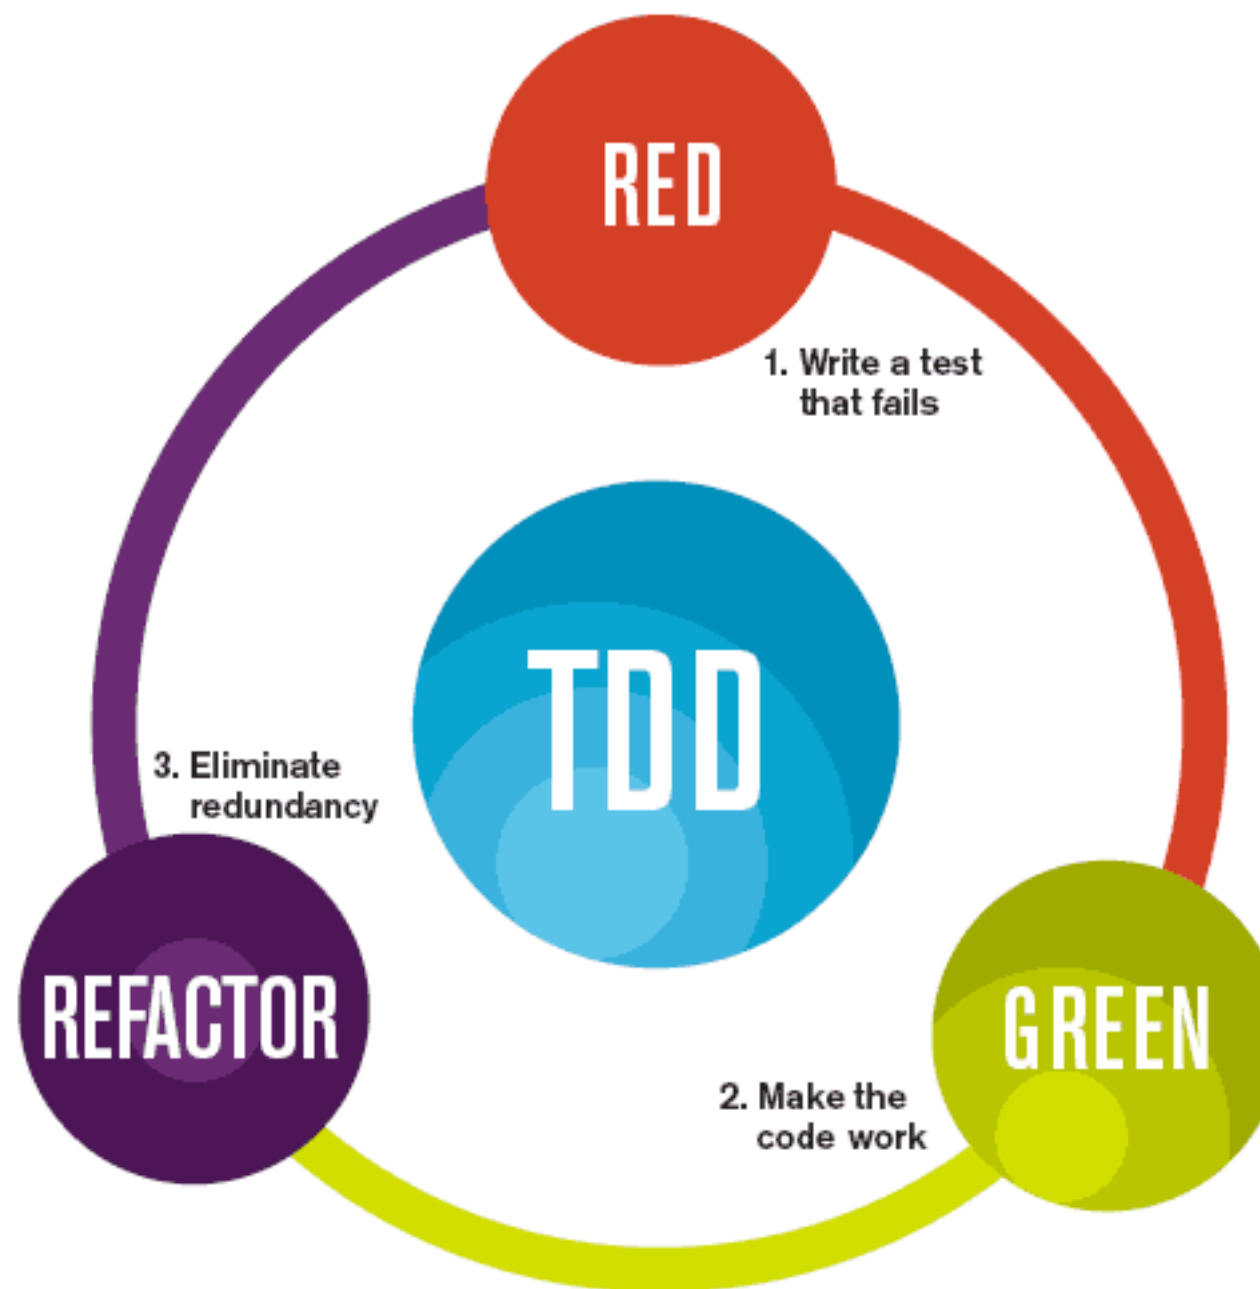 RED
1. Write a test
that fails
TDD
3. Eliminate
redundancy
REFACTOR
GREEN
2. Make the
code work